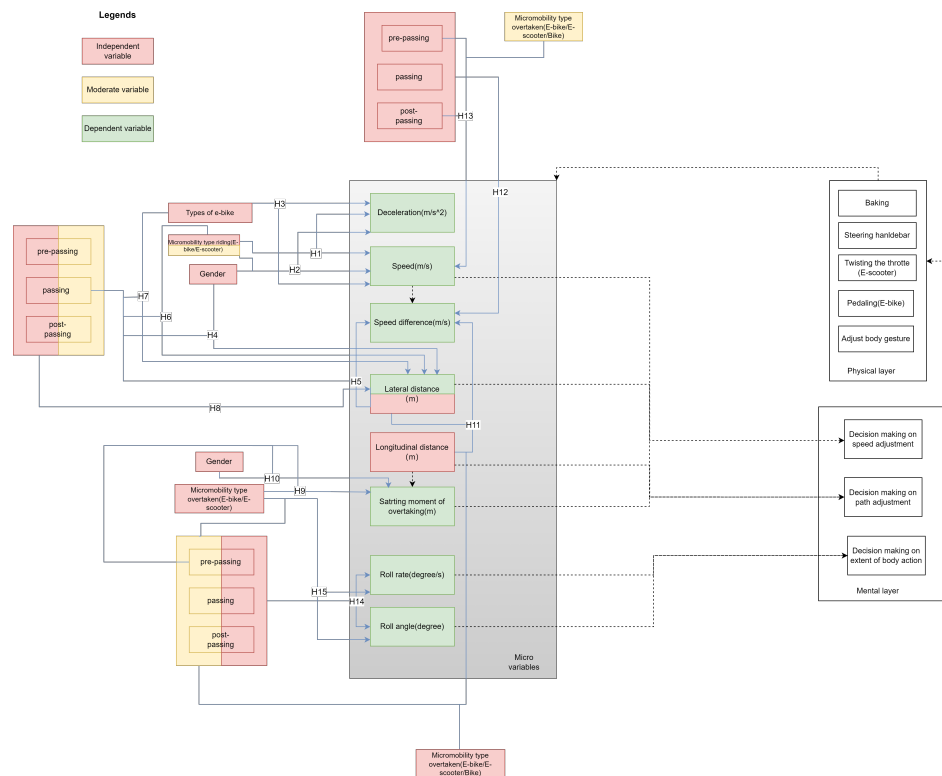 Legends
Independent
variable
Moderate variable
Dependent variable
pre-passing
passing
post-
passing
Micromobility type
overtaken(E-bike/E-
scooter/Bike)
H13
H12
Types of e-bike
H3
Micromobility type riding(E-
bike/E-scooter)
H1
Gender
H2
pre-passing
passing
post-
passing
H7
H6
H4
H5
H8
Deceleration(m/s^2)
Speed(m/s)
Speed difference(m/s)
Lateral distance
(m)
H11
Longitudinal distance
(m)
Satrting moment of
overtaking(m)
Roll rate(degree/s)
Roll angle(degree)
Micro
variables
Gender
H10
Micromobility type
overtaken(E-bike/E-
scooter)
H9
pre-passing
passing
post-
passing
H15
H14
Micromobility type
overtaken(E-bike/E-
scooter/Bike)
Baking
Steering hanldebar
Twisting the throtte
(E-scooter)
Pedaling(E-bike)
Adjust body gesture
Physical layer
Decision making on
speed adjustment
Decision making on
path adjustment
Decision making on
extent of body action
Mental layer